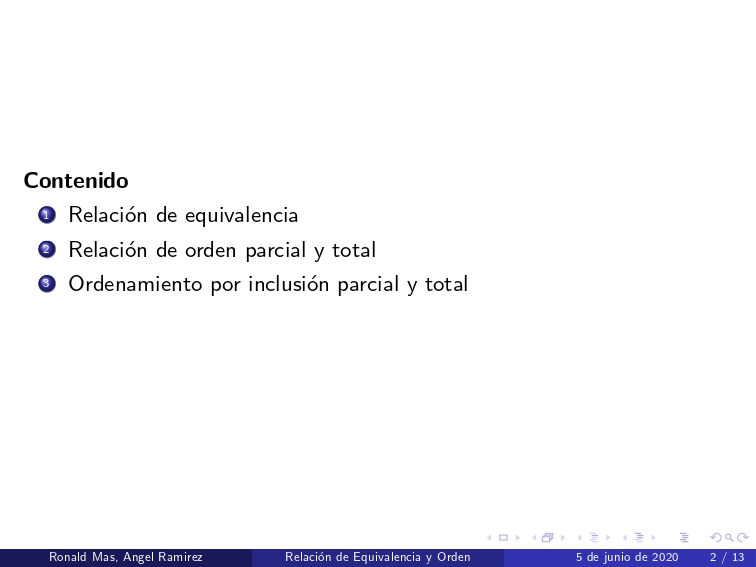 Contenido
1 Relación de equivalencia
2 Relación de orden parcial y total
3 Ordenamiento por inclusión parcial y total
Ronald Mas, Angel Ramirez Relación de Equivalencia y Orden 5 de junio de 2020 2 / 13